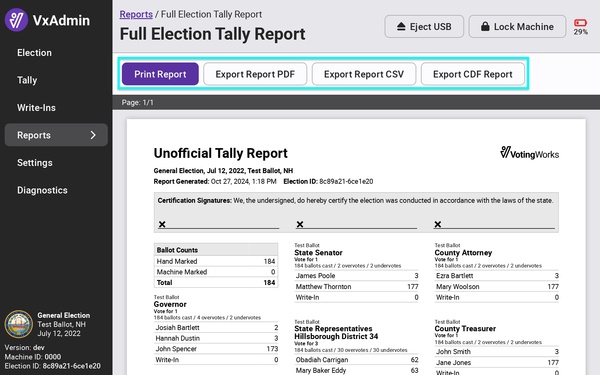 VxAdmin
Election
Tally
Write-Ins
Reports
Settings
Diagnostics
General Election
Test Ballot, NH
July 12, 2022
Version: dev
Machine ID: 0000
Election ID: 8c89a21-6ce1e20
Reports / Full Election Tally Report
Full Election Tally Report
Eject USB
Lock Machine
29%
Print Report
Export Report PDF
Export Report CSV
Export CDF Report
Page: 1/1
Unofficial Tally Report
VotingWorks
General Election, Jul 12, 2022, Test Ballot, NH
Report Generated: Oct 27, 2024, 1:18 PM Election ID: 8c89a21-6ce1e20
Certification Signatures: We, the undersigned, do hereby certify the election was conducted in accordance with the laws of the state.
Ballot Counts
Hand Marked 184
Machine Marked 0
Total 184
Test Ballot
Governor
Vote for 1
184 ballots cast / 4 overvotes / 2 undervotes
Josiah Bartlett 2
Hannah Dustin 3
John Spencer 173
Write-In 0
Test Ballot
State Senator
Vote for 1
184 ballots cast / 2 overvotes / 2 undervotes
James Poole 3
Matthew Thornton 177
Write-In 0
Test Ballot
State Representatives
Hillsborough District 34
Vote for 3
184 ballots cast / 30 overvotes / 30 undervotes
Obadiah Carrigan 62
Mary Baker Eddy 63
Test Ballot
County Attorney
Vote for 1
184 ballots cast / 2 overvotes / 2 undervotes
Ezra Bartlett 3
Mary Woolson 177
Write-In 0
Test Ballot
County Treasurer
Vote for 1
184 ballots cast / 2 overvotes / 2 undervotes
John Smith 3
Jane Jones 177
Write-In 0